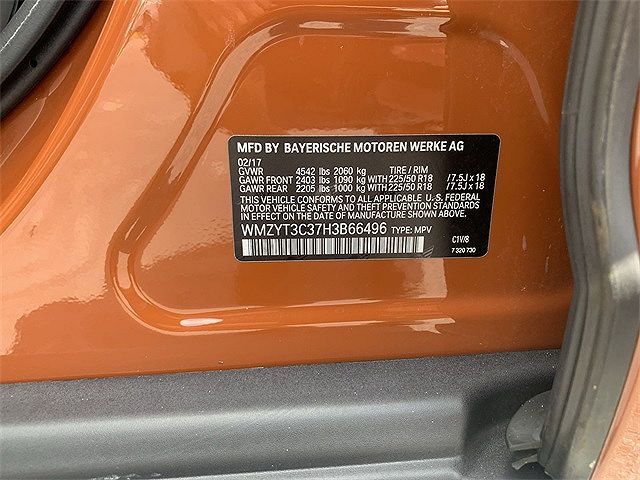 MFD BY BAYERISCHE MOTOREN WERKE AG
02/17
GVWR 4542 lbs 2060 kg TIRE / RIM
GAWR FRONT 2403 lbs 1090 kg WITH 225/50 R18 / 7.5J x 18
GAWR REAR 2205 lbs 1000 kg WITH 225/50 R18 / 7.5J x 18
THIS VEHICLE CONFORMS TO ALL APPLICABLE U. S. FEDERAL
MOTOR VEHICLE SAFETY AND THEFT PREVENTION STANDARDS
IN EFFECT ON THE DATE OF MANUFACTURE SHOWN ABOVE.
WMZYT3C37H3B66496 TYPE: MPV
C1V/8
7 320 730